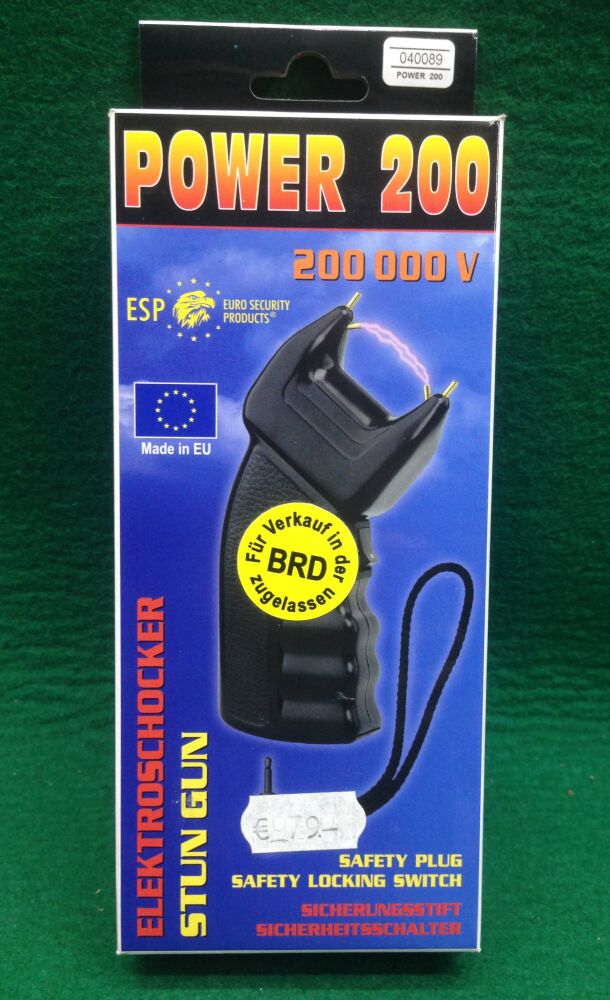 040089
POWER 200
POWER 200
200 000 V
ESP
EURO SECURITY
PRODUCTS®
Made in EU
Für Verkauf in der
BRD
zugelassen
ELEKTROSCHOCKER
STUN GUN
€ 79.-
SAFETY PLUG
SAFETY LOCKING SWITCH
SICHERUNGSSTIFT
SICHERHEITSSCHALTER